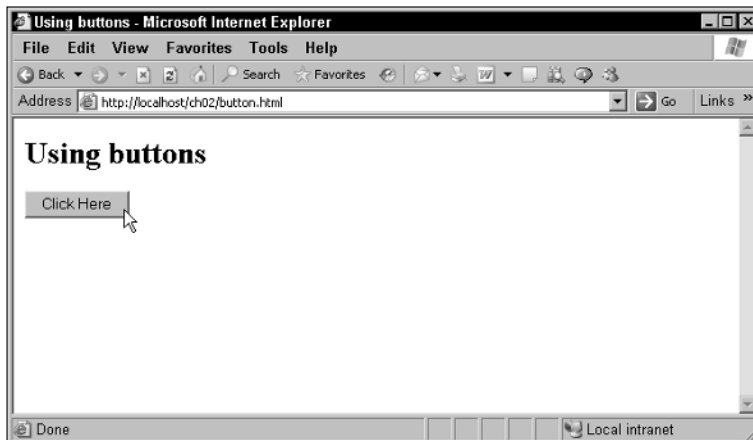 Using buttons - Microsoft Internet Explorer
File Edit View Favorites Tools Help
Back Search Favorites
Address http://localhost/ch02/button.html Go Links »
Using buttons
Click Here
Done Local intranet